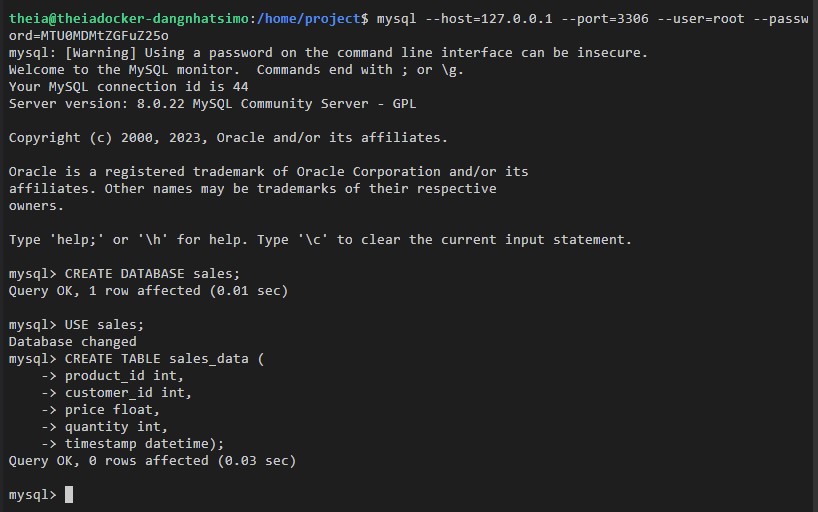 theia@theiadocker-dangnhatsimo:/home/project$ mysql --host=127.0.0.1 --port=3306 --user=root --passw
ord=MTU0MDMtZGFuZ25o
mysql: [Warning] Using a password on the command line interface can be insecure.
Welcome to the MySQL monitor.  Commands end with ; or \g.
Your MySQL connection id is 44
Server version: 8.0.22 MySQL Community Server - GPL

Copyright (c) 2000, 2023, Oracle and/or its affiliates.

Oracle is a registered trademark of Oracle Corporation and/or its
affiliates. Other names may be trademarks of their respective
owners.

Type 'help;' or '\h' for help. Type '\c' to clear the current input statement.

mysql> CREATE DATABASE sales;
Query OK, 1 row affected (0.01 sec)

mysql> USE sales;
Database changed
mysql> CREATE TABLE sales_data (
    -> product_id int,
    -> customer_id int,
    -> price float,
    -> quantity int,
    -> timestamp datetime);
Query OK, 0 rows affected (0.03 sec)

mysql>